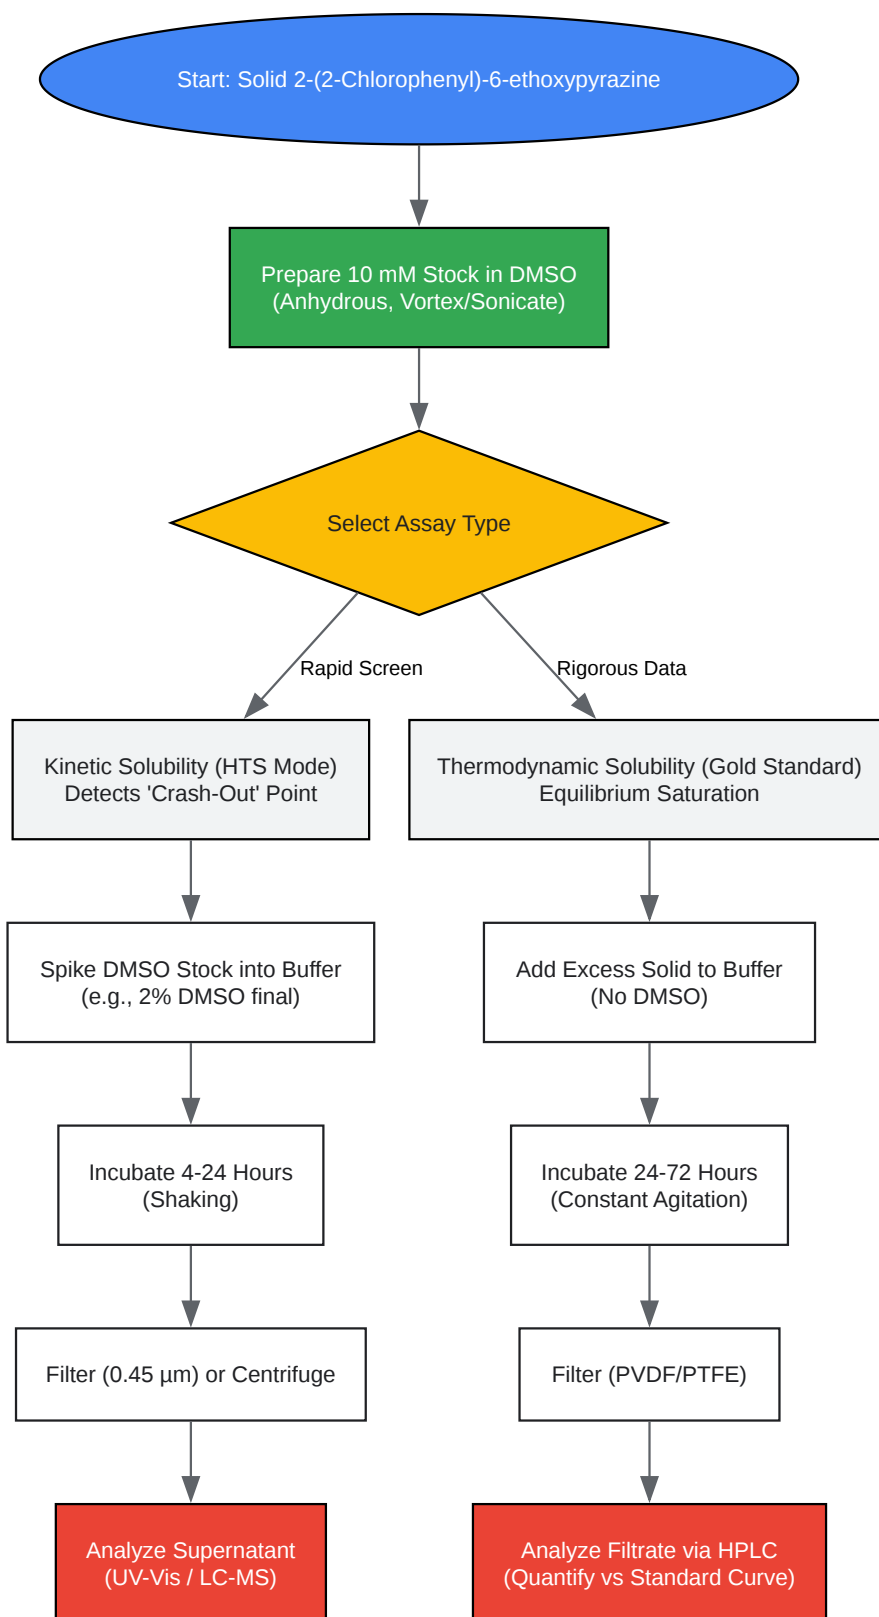 Start: Solid 2-(2-Chlorophenyl)-6-ethoxypyrazine
Prepare 10 mM Stock in DMSO
(Anhydrous, Vortex/Sonicate)
Select Assay Type
Rapid Screen
Rigorous Data
Kinetic Solubility (HTS Mode)
Detects 'Crash-Out' Point
Thermodynamic Solubility (Gold Standard)
Equilibrium Saturation
Spike DMSO Stock into Buffer
(e.g., 2% DMSO final)
Add Excess Solid to Buffer
(No DMSO)
Incubate 4-24 Hours
(Shaking)
Incubate 24-72 Hours
(Constant Agitation)
Filter (0.45 µm) or Centrifuge
Filter (PVDF/PTFE)
Analyze Supernatant
(UV-Vis / LC-MS)
Analyze Filtrate via HPLC
(Quantify vs Standard Curve)